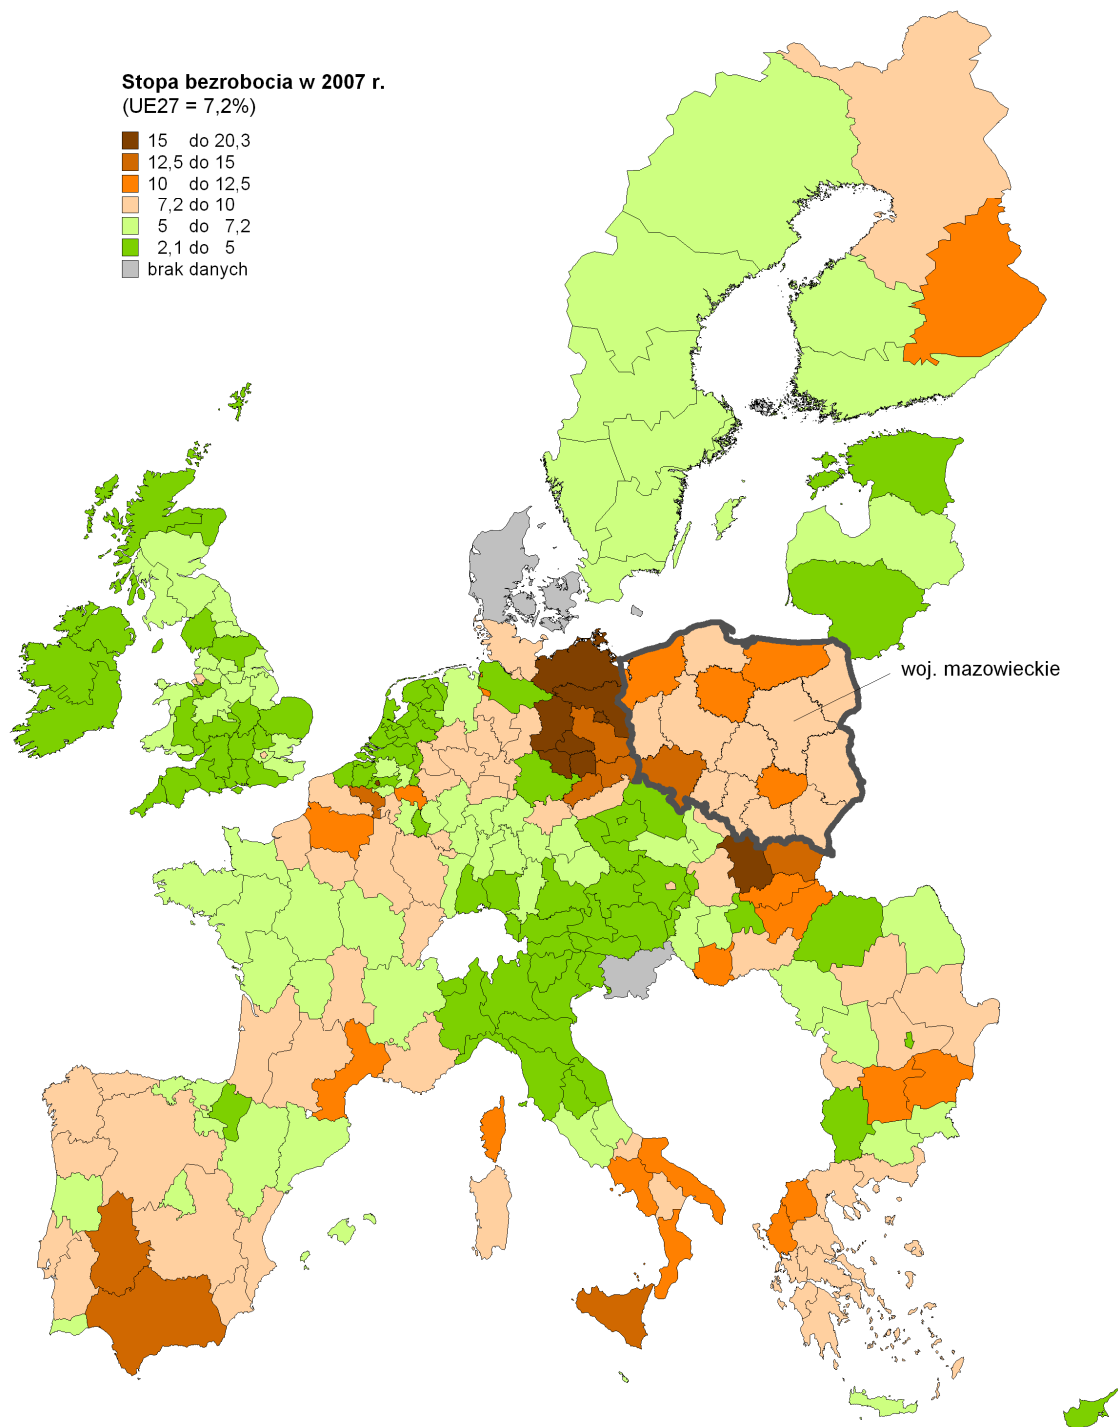 Stopa bezrobocia w 2007 r.
(UE27 = 7,2%)
15 do 20,3
12,5 do 15
10 do 12,5
7,2 do 10
5 do 7,2
2,1 do 5
brak danych
woj. mazowieckie